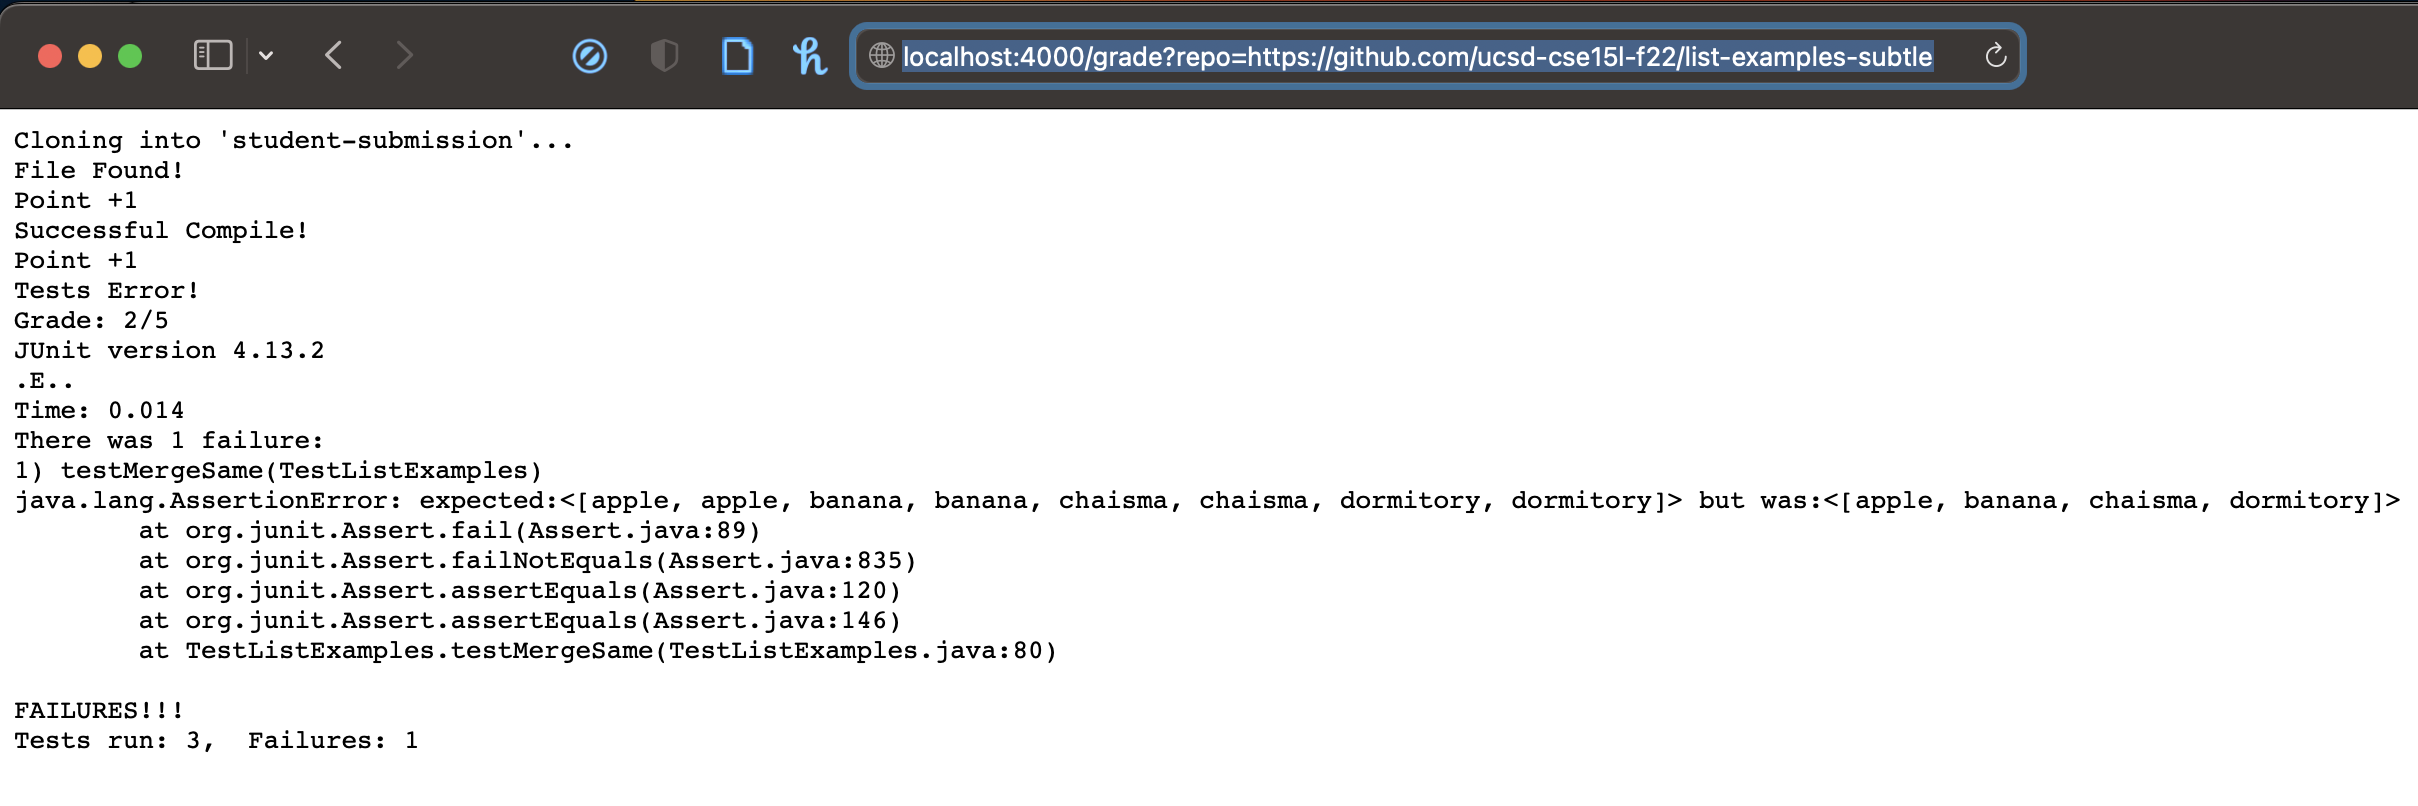 localhost:4000/grade?repo=https://github.com/ucsd-cse15l-f22/list-examples-subtle
Cloning into 'student-submission'...
File Found!
Point +1
Successful Compile!
Point +1
Tests Error!
Grade: 2/5
JUnit version 4.13.2
.E..
Time: 0.014
There was 1 failure:
1) testMergeSame(TestListExamples)
java.lang.AssertionError: expected:<[apple, apple, banana, banana, chaisma, chaisma, dormitory, dormitory]> but was:<[apple, banana, chaisma, dormitory]>
        at org.junit.Assert.fail(Assert.java:89)
        at org.junit.Assert.failNotEquals(Assert.java:835)
        at org.junit.Assert.assertEquals(Assert.java:120)
        at org.junit.Assert.assertEquals(Assert.java:146)
        at TestListExamples.testMergeSame(TestListExamples.java:80)
FAILURES!!!
Tests run: 3,  Failures: 1